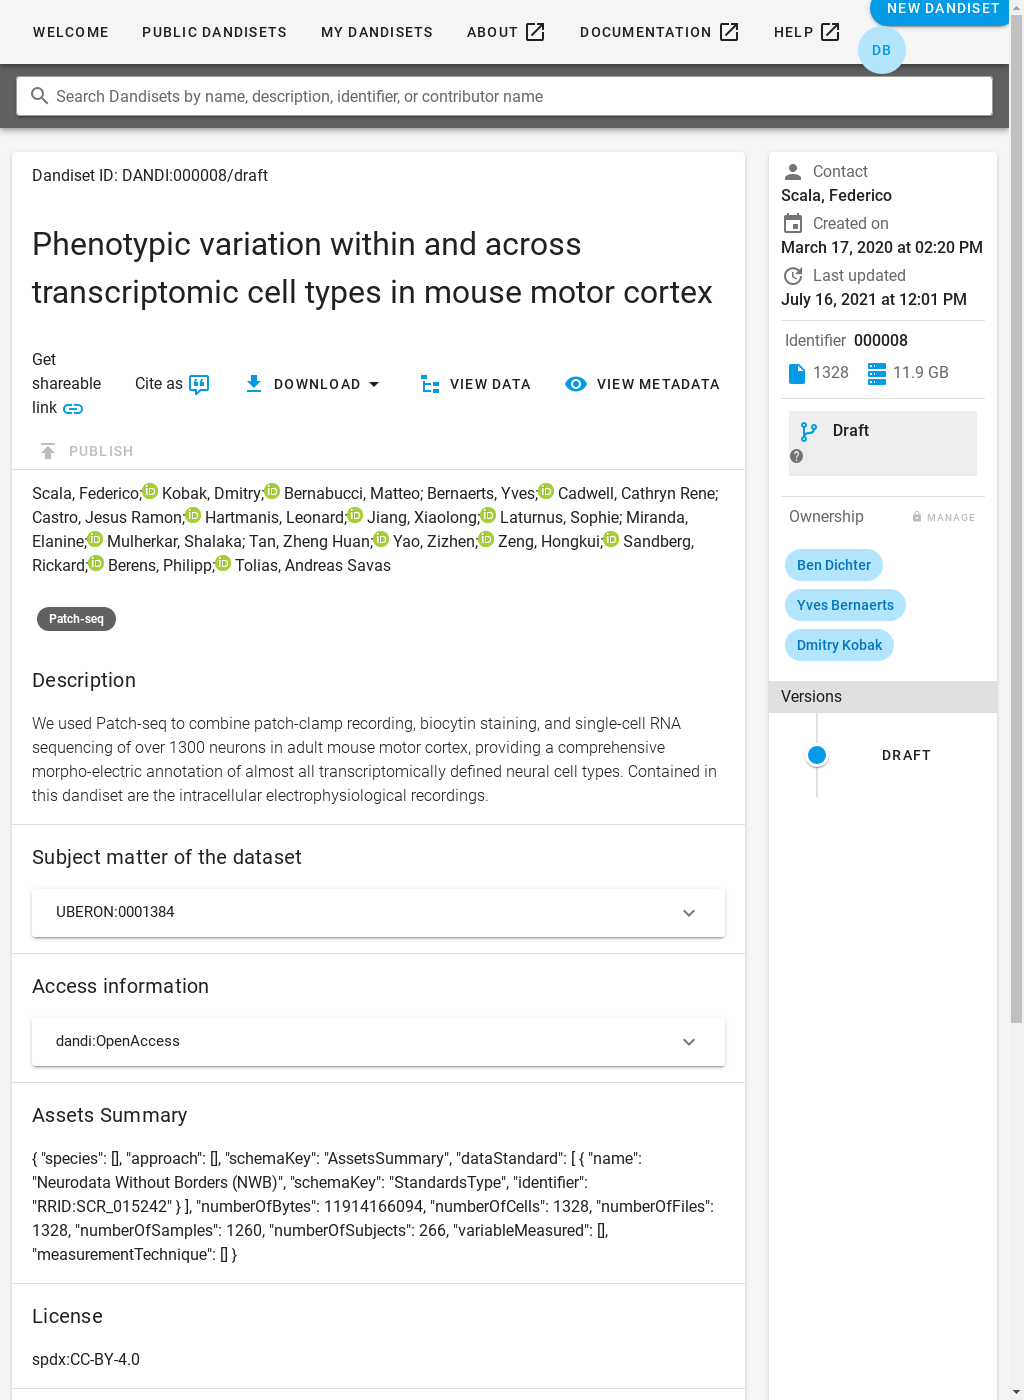 WELCOME PUBLIC DANDISETS MY DANDISETS ABOUT DOCUMENTATION HELP NEW DANDISET
DB
Search Dandisets by name, description, identifier, or contributor name
Dandiset ID: DANDI:000008/draft
Phenotypic variation within and across
transcriptomic cell types in mouse motor cortex
Get
shareable
link
Cite as
DOWNLOAD
VIEW DATA
VIEW METADATA
PUBLISH
Scala, Federico; Kobak, Dmitry; Bernabucci, Matteo; Bernaerts, Yves; Cadwell, Cathryn Rene;
Castro, Jesus Ramon; Hartmanis, Leonard; Jiang, Xiaolong; Laturnus, Sophie; Miranda,
Elanine; Mulherkar, Shalaka; Tan, Zheng Huan; Yao, Zizhen; Zeng, Hongkui; Sandberg,
Rickard; Berens, Philipp; Tolias, Andreas Savas
Patch-seq
Description
We used Patch-seq to combine patch-clamp recording, biocytin staining, and single-cell RNA
sequencing of over 1300 neurons in adult mouse motor cortex, providing a comprehensive
morpho-electric annotation of almost all transcriptomically defined neural cell types. Contained in
this dandiset are the intracellular electrophysiological recordings.
Subject matter of the dataset
UBERON:0001384
Access information
dandi:OpenAccess
Assets Summary
{ "species": [], "approach": [], "schemaKey": "AssetsSummary", "dataStandard": [ { "name":
"Neurodata Without Borders (NWB)", "schemaKey": "StandardsType", "identifier":
"RRID:SCR_015242" } ], "numberOfBytes": 11914166094, "numberOfCells": 1328, "numberOfFiles":
1328, "numberOfSamples": 1260, "numberOfSubjects": 266, "variableMeasured": [],
"measurementTechnique": [] }
License
spdx:CC-BY-4.0
Contact
Scala, Federico
Created on
March 17, 2020 at 02:20 PM
Last updated
July 16, 2021 at 12:01 PM
Identifier 000008
1328 11.9 GB
Draft
Ownership MANAGE
Ben Dichter
Yves Bernaerts
Dmitry Kobak
Versions
DRAFT